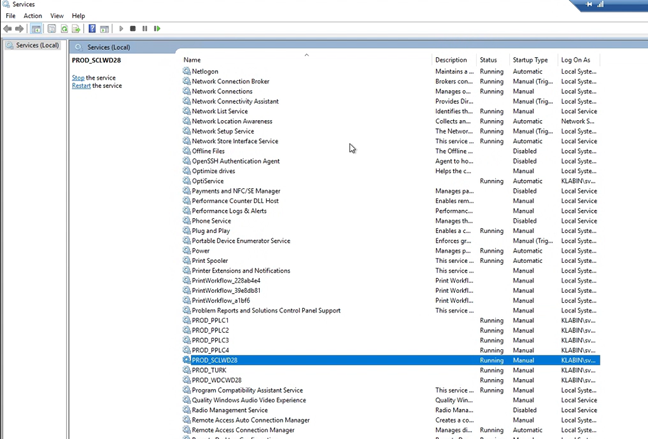 Services
File Action View Help
Services (Local)
Services (Local)
PROD_SCLWD28
Stop the service
Restart the service
Name Description Status Startup Type Log On As
Netlogon Maintains a ... Running Automatic Local Syste...
Network Connection Broker Brokers con... Running Manual (Trig... Local Syste...
Network Connections Manages o... Running Manual Local Syste...
Network Connectivity Assistant Provides Dir... Manual (Trig... Local Syste...
Network List Service Identifies th... Running Manual Local Service
Network Location Awareness Collects an... Running Automatic Network S...
Network Setup Service The Networ... Running Manual (Trig... Local Syste...
Network Store Interface Service This service ... Running Automatic Local Service
Offline Files The Offline ... Disabled Local Syste...
OpenSSH Authentication Agent Agent to ho... Disabled Local Syste...
Optimize drives Helps the c... Manual Local Syste...
OptiService Running Automatic KLABIN\sv...
Payments and NFC/SE Manager Manages pa... Disabled Local Service
Performance Counter DLL Host Enables rem... Manual Local Service
Performance Logs & Alerts Performanc... Manual Local Service
Phone Service Manages th... Disabled Local Service
Plug and Play Enables a c... Running Manual Local Syste...
Portable Device Enumerator Service Enforces gr... Manual (Trig... Local Syste...
Power Manages p... Running Automatic Local Syste...
Print Spooler This service ... Running Automatic Local Syste...
Printer Extensions and Notifications This service ... Manual Local Syste...
PrintWorkflow_228ab4e4 Print Workf... Manual Local Syste...
PrintWorkflow_39e8db81 Print Workf... Manual Local Syste...
PrintWorkflow_a1bf6 Print Workf... Manual Local Syste...
Problem Reports and Solutions Control Panel Support This service ... Manual Local Syste...
PROD_PPLC1 Running Manual KLABIN\sv...
PROD_PPLC2 Running Manual KLABIN\sv...
PROD_PPLC3 Running Manual KLABIN\sv...
PROD_PPLC4 Running Manual KLABIN\sv...
PROD_SCLWD28 Running Manual KLABIN\sv...
PROD_TURK Running Manual KLABIN\sv...
PROD_WDCWD28 Running Manual KLABIN\sv...
Program Compatibility Assistant Service This service ... Running Manual Local Syste...
Quality Windows Audio Video Experience Quality Win... Manual Local Service
Radio Management Service Radio Mana... Disabled Local Service
Remote Access Auto Connection Manager Creates a co... Manual Local Syste...
Remote Access Connection Manager Manages di... Running Automatic Local Syste...